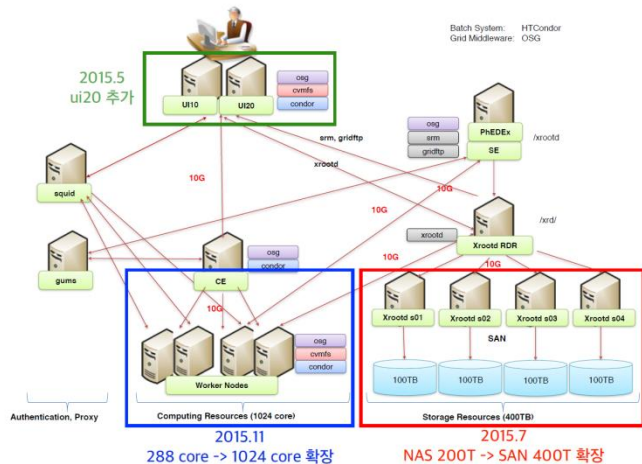 Batch System: HTCondor
Grid Middleware: OSG
2015.5
ui20 추가
UI10
UI20
osg
cvmfs
condor
osg
srm
gridftp
PhEDEx
SE
/xrootd
srm, gridftp
xrootd
squid
10G
10G
10G
10G
xrootd
Xrootd RDR
/xrd/
gums
CE
osg
condor
10G
10G
10G
Xrootd s01
Xrootd s02
Xrootd s03
Xrootd s04
SAN
osg
cvmfs
condor
Worker Nodes
100TB
100TB
100TB
100TB
Authentication, Proxy
Computing Resources (1024 core)
Storage Resources (400TB)
2015.11
288 core -> 1024 core 확장
2015.7
NAS 200T -> SAN 400T 확장